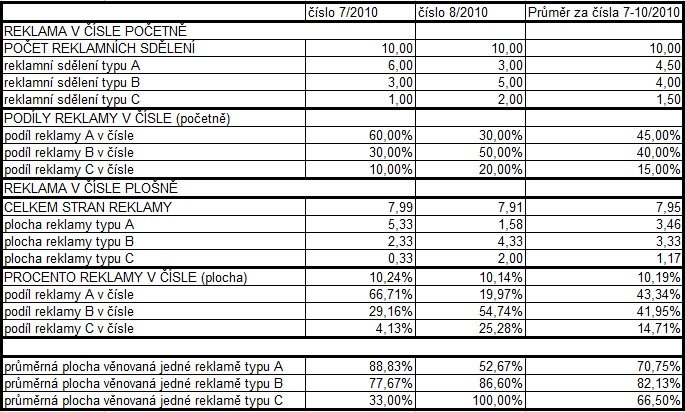 číslo 7/2010 číslo 8/2010 Průměr za čísla 7-10/2010
REKLAMA V ČÍSLE POČETNĚ
POČET REKLAMNÍCH SDĚLENÍ 10,00 10,00 10,00
reklamní sdělení typu A 6,00 3,00 4,50
reklamní sdělení typu B 3,00 5,00 4,00
reklamní sdělení typu C 1,00 2,00 1,50
PODÍLY REKLAMY V ČÍSLE (početně)
podíl reklamy A v čísle 60,00% 30,00% 45,00%
podíl reklamy B v čísle 30,00% 50,00% 40,00%
podíl reklamy C v čísle 10,00% 20,00% 15,00%
REKLAMA V ČÍSLE PLOŠNĚ
CELKEM STRAN REKLAMY 7,99 7,91 7,95
plocha reklamy typu A 5,33 1,58 3,46
plocha reklamy typu B 2,33 4,33 3,33
plocha reklamy typu C 0,33 2,00 1,17
PROCENTO REKLAMY V ČÍSLE (plocha) 10,24% 10,14% 10,19%
podíl reklamy A v čísle 66,71% 19,97% 43,34%
podíl reklamy B v čísle 29,16% 54,74% 41,95%
podíl reklamy C v čísle 4,13% 25,28% 14,71%
průměrná plocha věnovaná jedné reklamě typu A 88,83% 52,67% 70,75%
průměrná plocha věnovaná jedné reklamě typu B 77,67% 86,60% 82,13%
průměrná plocha věnovaná jedné reklamě typu C 33,00% 100,00% 66,50%